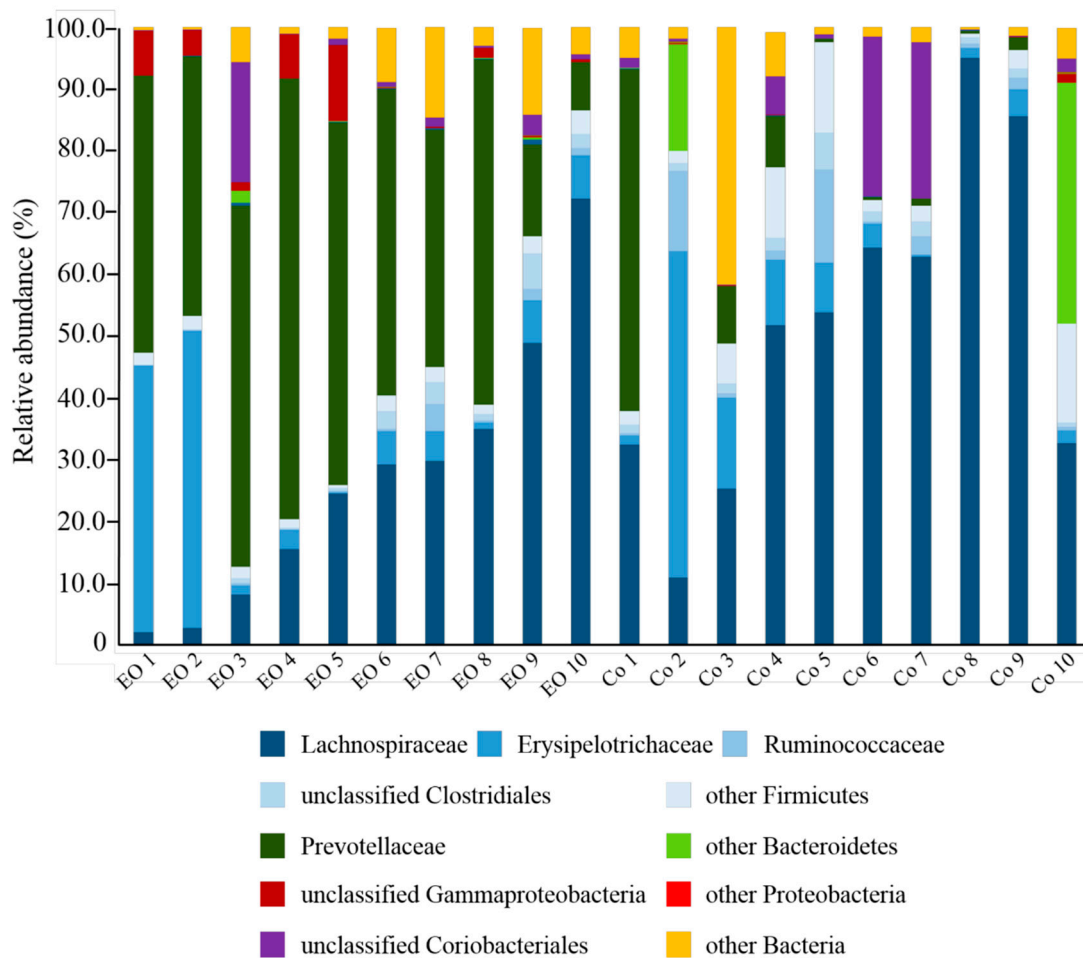 Relative abundance (%)
100.0
90.0
80.0
70.0
60.0
50.0
40.0
30.0
20.0
10.0
0
EO 1 EO 2 EO 3 EO 4 EO 5 EO 6 EO 7 EO 8 EO 9 EO 10 Co 1 Co 2 Co 3 Co 4 Co 5 Co 6 Co 7 Co 8 Co 9 Co 10
Lachnospiraceae Erysipelotrichaceae Ruminococcaceae
unclassified Clostridiales other Firmicutes
Prevotellaceae other Bacteroidetes
unclassified Gammaproteobacteria other Proteobacteria
unclassified Coriobacteriales other Bacteria